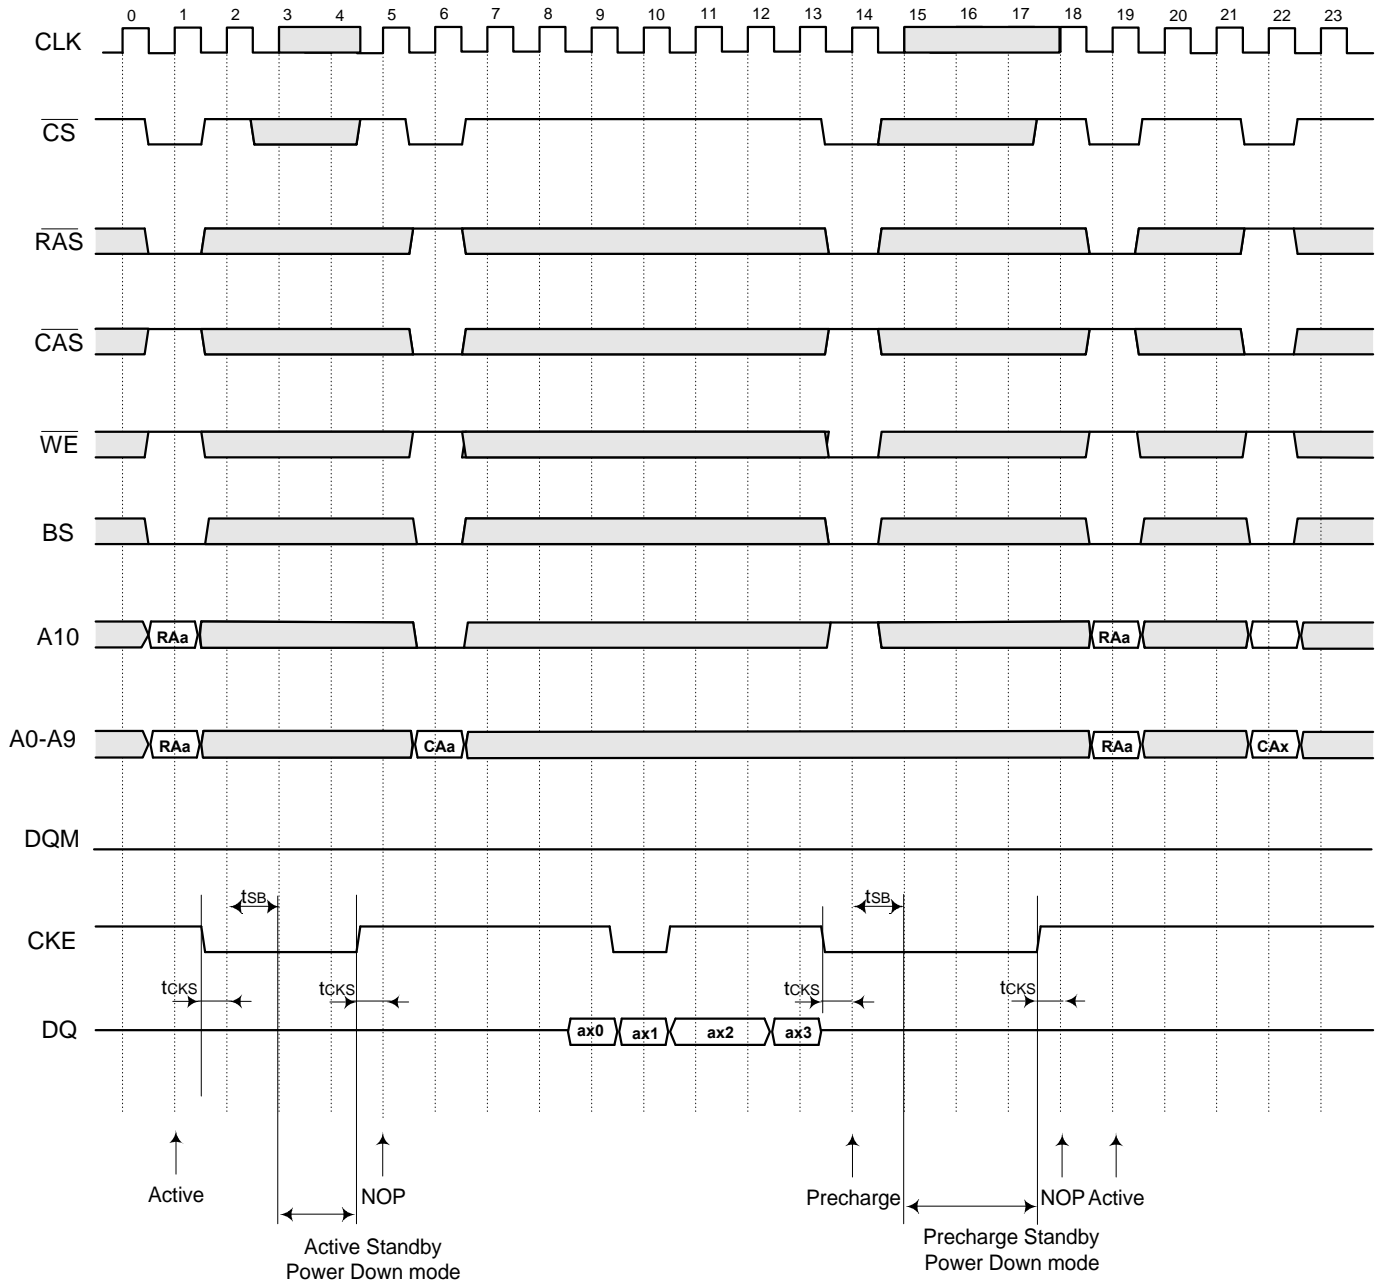 0 1 2 3 4 5 6 7 8 9 10 11 12 13 14 15 16 17 18 19 20 21 22 23
CLK
CS
RAS
CAS
WE
BS
A10
RAa
RAa
A0-A9
RAa
CAa
RAa
CAx
DQM
tSB
tSB
CKE
tCKS
tCKS
tCKS
tCKS
DQ
ax0
ax1
ax2
ax3
Active
NOP
Precharge
NOP
Active
Active Standby
Power Down mode
Precharge Standby
Power Down mode